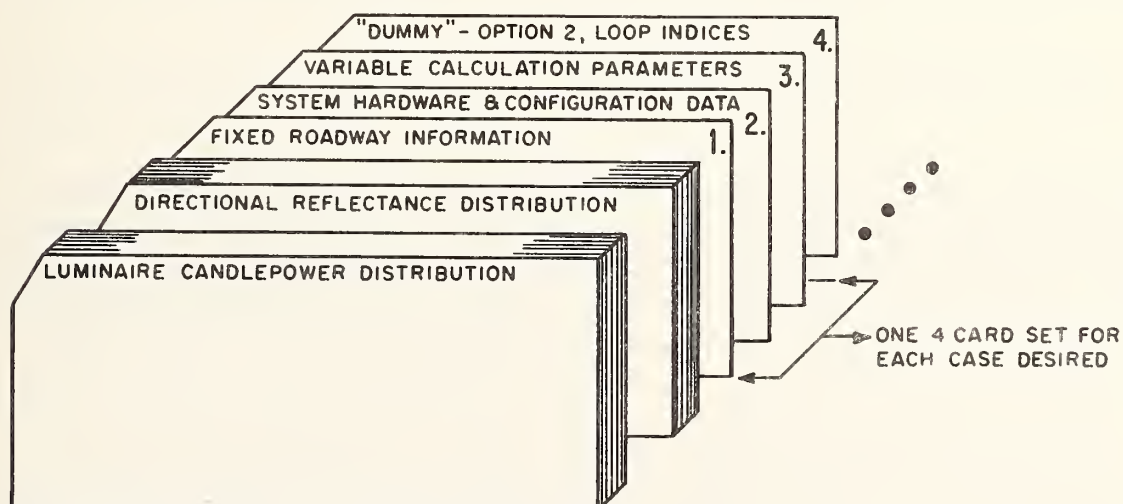 "DUMMY" - OPTION 2, LOOP INDICES
4.
VARIABLE CALCULATION PARAMETERS
3.
SYSTEM HARDWARE & CONFIGURATION DATA
2.
FIXED ROADWAY INFORMATION
1.
DIRECTIONAL REFLECTANCE DISTRIBUTION
LUMINAIRE CANDLEPOWER DISTRIBUTION
ONE 4 CARD SET FOR
EACH CASE DESIRED